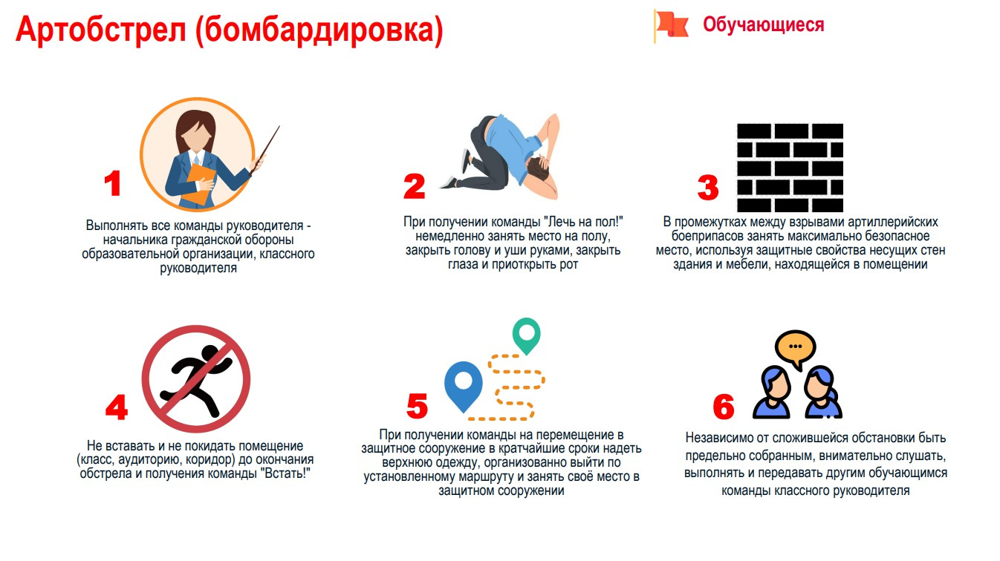 Артобстрел (бомбардировка)
Обучающиеся
1
Выполнять все команды руководителя -
начальника гражданской обороны
образовательной организации, классного
руководителя
2
При получении команды "Лечь на пол!"
немедленно занять место на полу,
закрыть голову и уши руками, закрыть
глаза и приоткрыть рот
3
В промежутках между взрывами артиллерийских
боеприпасов занять максимально безопасное
место, используя защитные свойства несущих стен
здания и мебели, находящейся в помещении
4
Не вставать и не покидать помещение
(класс, аудиторию, коридор) до окончания
обстрела и получения команды "Встать!"
5
При получении команды на перемещение в
защитное сооружение в кратчайшие сроки надеть
верхнюю одежду, организованно выйти по
установленному маршруту и занять своё место в
защитном сооружении
6
Независимо от сложившейся обстановки быть
предельно собранным, внимательно слушать,
выполнять и передавать другим обучающимся
команды классного руководителя